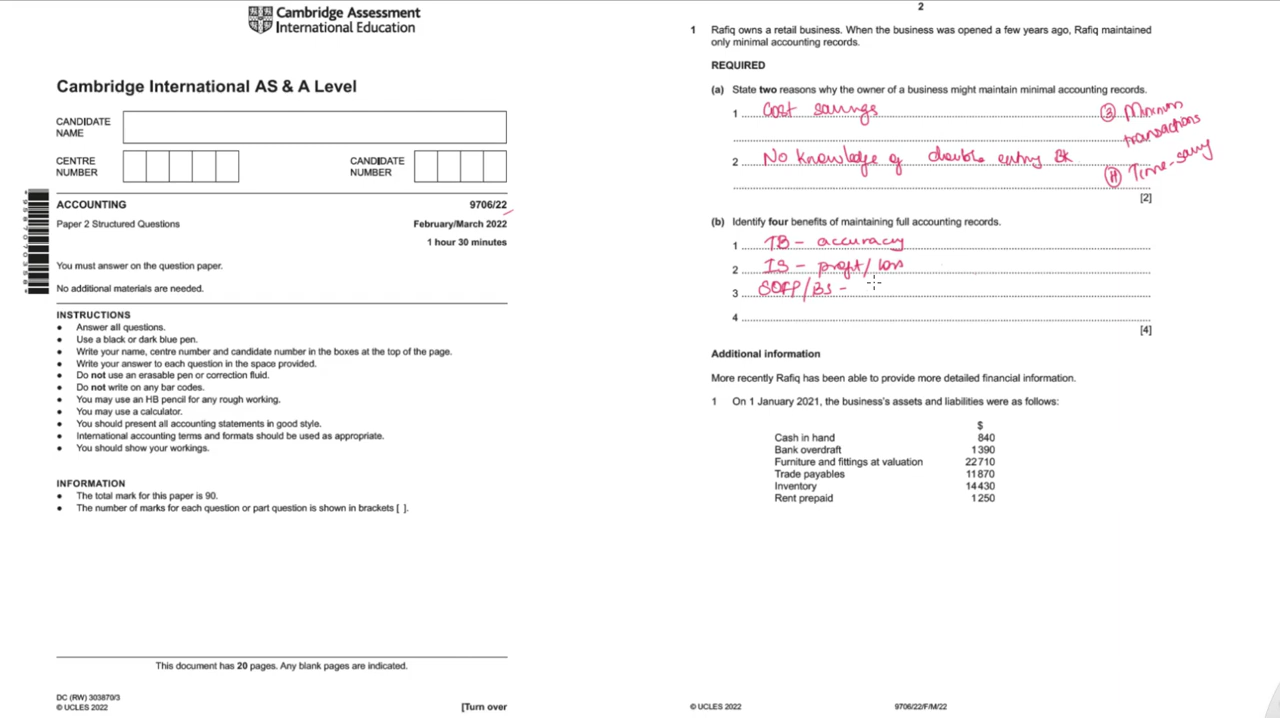 Cambridge Assessment
International Education
Cambridge International AS & A Level
CANDIDATE
NAME
CENTRE
NUMBER
CANDIDATE
NUMBER
ACCOUNTING 9706/22
Paper 2 Structured Questions February/March 2022
1 hour 30 minutes
You must answer on the question paper.
No additional materials are needed.
INSTRUCTIONS
• Answer all questions.
• Use a black or dark blue pen.
• Write your name, centre number and candidate number in the boxes at the top of the page.
• Write your answer to each question in the space provided.
• Do not use an erasable pen or correction fluid.
• Do not write on any bar codes.
• You may use an HB pencil for any rough working.
• You may use a calculator.
• You should present all accounting statements in good style.
• International accounting terms and formats should be used as appropriate.
• You should show your workings.
INFORMATION
• The total mark for this paper is 90.
• The number of marks for each question or part question is shown in brackets [ ].
This document has 20 pages. Any blank pages are indicated.
DC (RW) 303870/3
© UCLES 2022
[Turn over
2
1 Rafiq owns a retail business. When the business was opened a few years ago, Rafiq maintained
only minimal accounting records.
REQUIRED
(a) State two reasons why the owner of a business might maintain minimal accounting records.
1 Cost savings
③ Minimum
transactions
2 No knowledge of double entry BK
④ Time-saving
[2]
(b) Identify four benefits of maintaining full accounting records.
1 TB - accuracy
2 IS - profit/loss
3 SOFP/BS -
4
[4]
Additional information
More recently Rafiq has been able to provide more detailed financial information.
1 On 1 January 2021, the business's assets and liabilities were as follows:
$
Cash in hand 840
Bank overdraft 1390
Furniture and fittings at valuation 22710
Trade payables 11870
Inventory 14430
Rent prepaid 1250
© UCLES 2022
9706/22/F/M/22